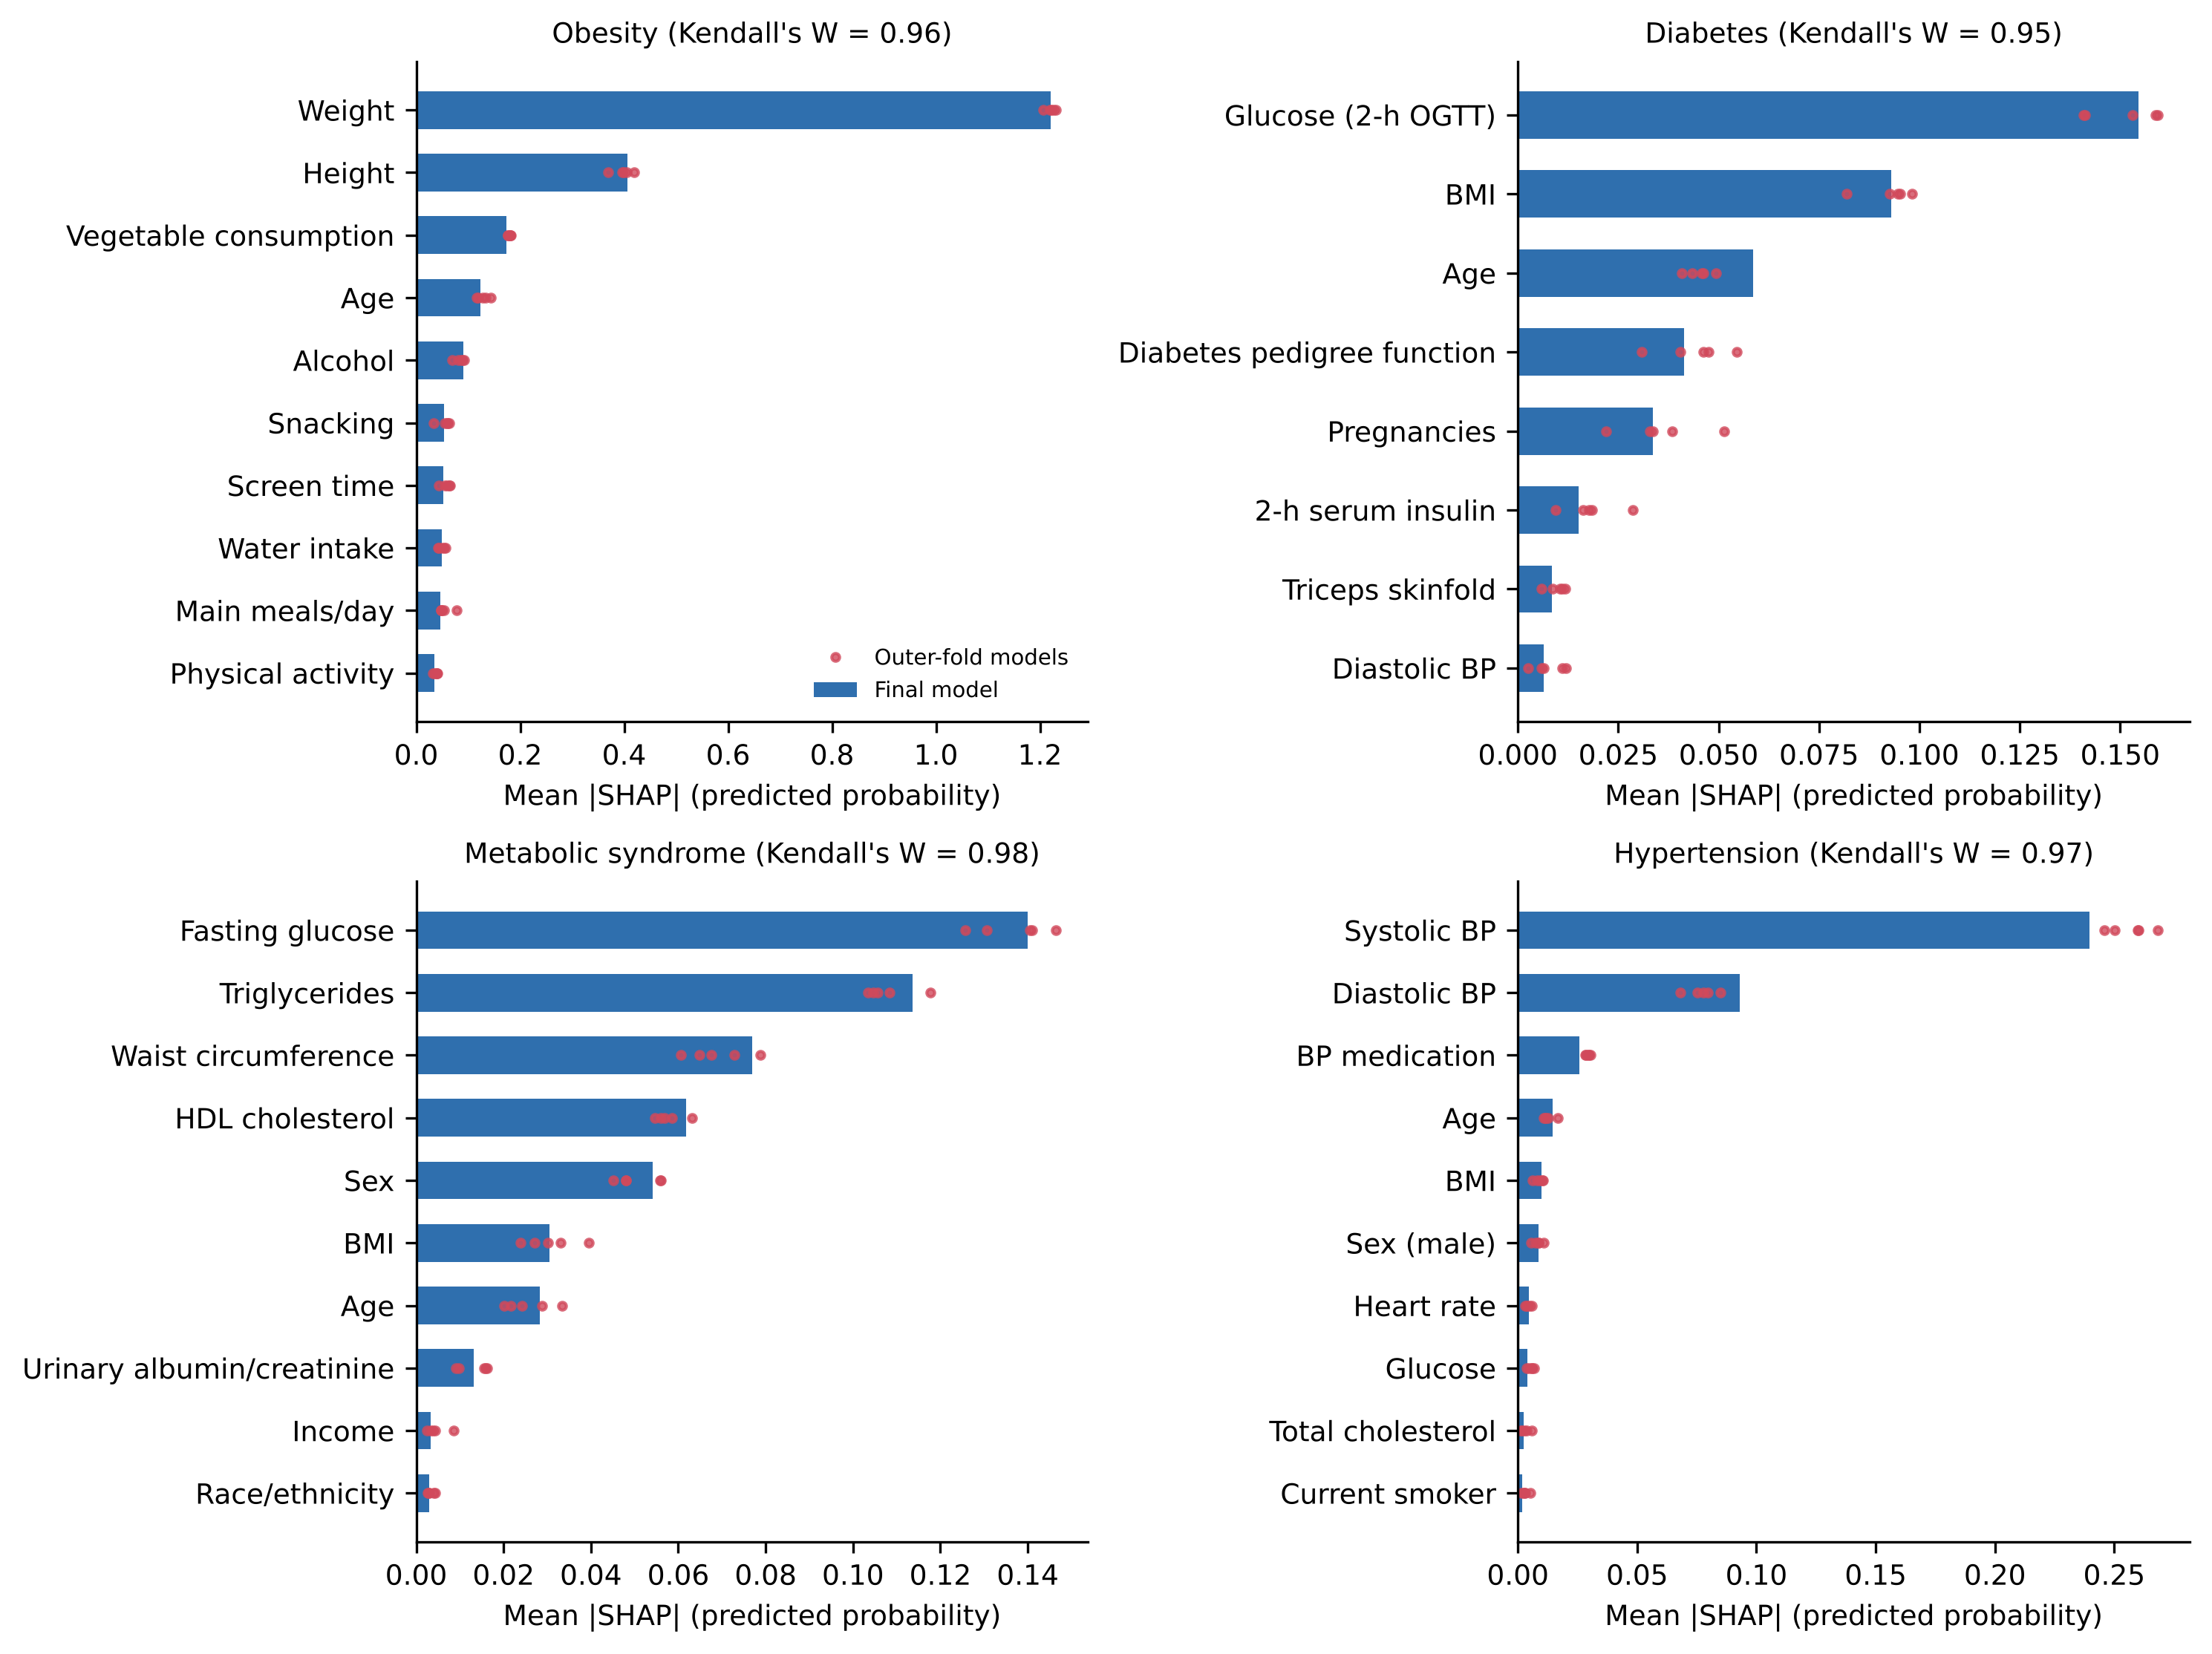 Obesity (Kendall's W = 0.96)
Weight
Height
Vegetable consumption
Age
Alcohol
Snacking
Screen time
Water intake
Main meals/day
Physical activity
Outer-fold models
Final model
0.0 0.2 0.4 0.6 0.8 1.0 1.2
Mean |SHAP| (predicted probability)
Diabetes (Kendall's W = 0.95)
Glucose (2-h OGTT)
BMI
Age
Diabetes pedigree function
Pregnancies
2-h serum insulin
Triceps skinfold
Diastolic BP
0.000 0.025 0.050 0.075 0.100 0.125 0.150
Mean |SHAP| (predicted probability)
Metabolic syndrome (Kendall's W = 0.98)
Fasting glucose
Triglycerides
Waist circumference
HDL cholesterol
Sex
BMI
Age
Urinary albumin/creatinine
Income
Race/ethnicity
0.00 0.02 0.04 0.06 0.08 0.10 0.12 0.14
Mean |SHAP| (predicted probability)
Hypertension (Kendall's W = 0.97)
Systolic BP
Diastolic BP
BP medication
Age
BMI
Sex (male)
Heart rate
Glucose
Total cholesterol
Current smoker
0.00 0.05 0.10 0.15 0.20 0.25
Mean |SHAP| (predicted probability)